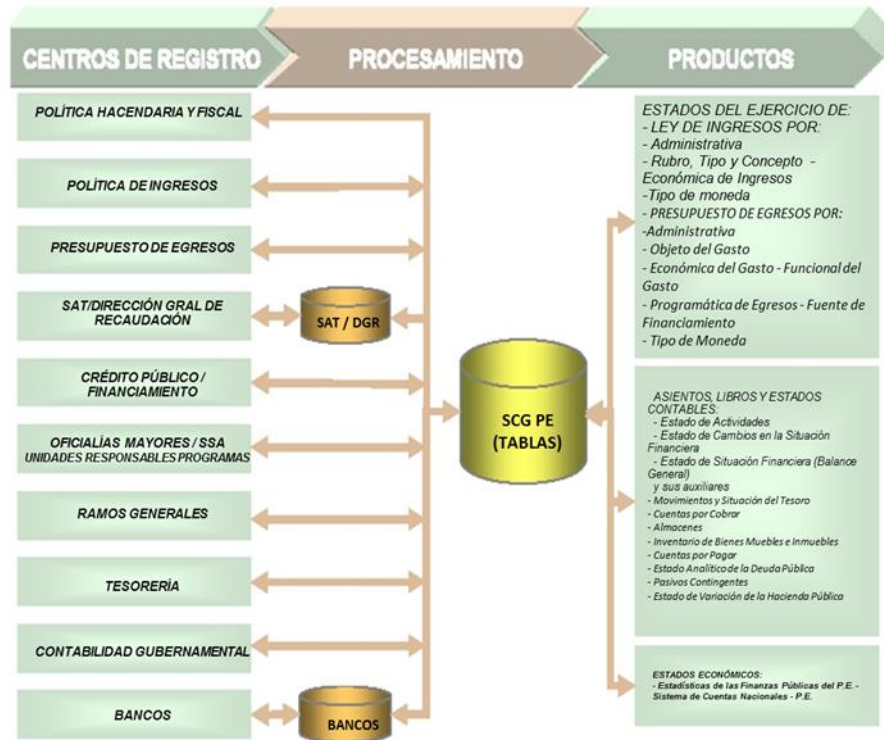 CENTROS DE REGISTRO
PROCESAMIENTO
PRODUCTOS
POLÍTICA HACENDARIA Y FISCAL
POLÍTICA DE INGRESOS
PRESUPUESTO DE EGRESOS
SAT/DIRECCIÓN GRAL DE
RECAUDACIÓN
CRÉDITO PÚBLICO /
FINANCIAMIENTO
OFICIALÍAS MAYORES / SSA
UNIDADES RESPONSABLES PROGRAMAS
RAMOS GENERALES
TESORERÍA
CONTABILIDAD GUBERNAMENTAL
BANCOS
SAT / DGR
BANCOS
SCG PE
(TABLAS)
ESTADOS DEL EJERCICIO DE:
- LEY DE INGRESOS POR:
- Administrativa
- Rubro, Tipo y Concepto -
Económica de Ingresos
-Tipo de moneda
- PRESUPUESTO DE EGRESOS POR:
-Administrativa
- Objeto del Gasto
- Económica del Gasto - Funcional del
Gasto
- Programática de Egresos - Fuente de
Financiamiento
- Tipo de Moneda
ASIENTOS, LIBROS Y ESTADOS
CONTABLES:
- Estado de Actividades
- Estado de Cambios en la Situación
Financiera
- Estado de Situación Financiera (Balance
General)
y sus auxiliares
- Movimientos y Situación del Tesoro
- Cuentas por Cobrar
- Almacenes
- Inventario de Bienes Muebles e Inmuebles
- Cuentas por Pagar
- Estado Analítico de la Deuda Pública
- Pasivos Contingentes
- Estado de Variación de la Hacienda Pública
ESTADOS ECONÓMICOS:
- Estadísticas de las Finanzas Públicas del P.E. -
Sistema de Cuentas Nacionales - P.E.